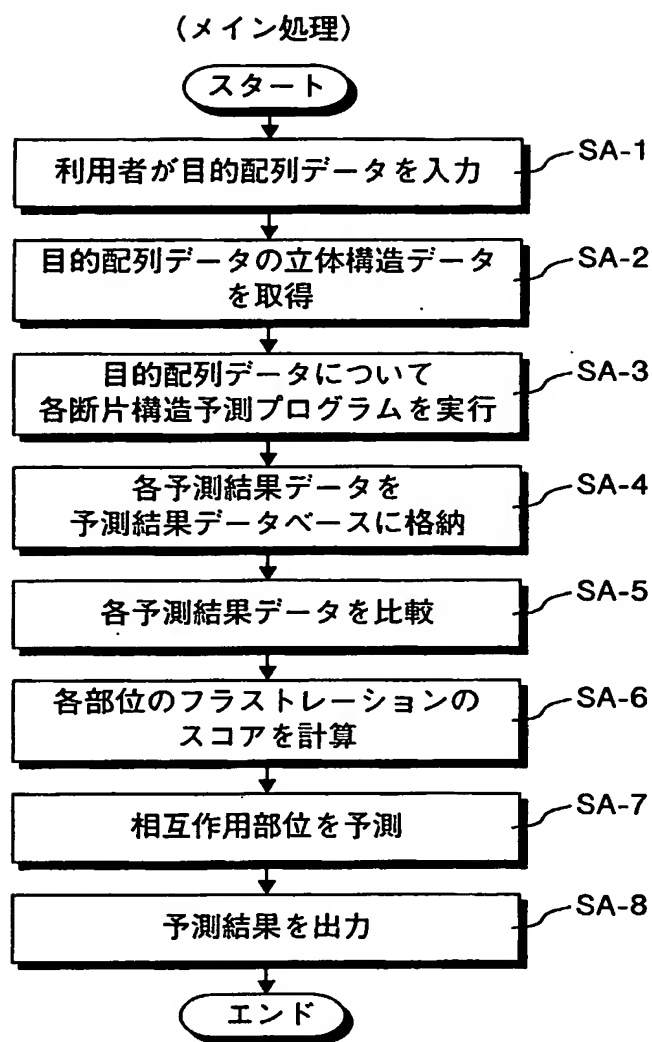 (メイン処理)
スタート
利用者が目的配列データを入力
SA-1
目的配列データの立体構造データ
を取得
SA-2
目的配列データについて
各断片構造予測プログラムを実行
SA-3
各予測結果データを
予測結果データベースに格納
SA-4
各予測結果データを比較
SA-5
各部位のフラストレーションの
スコアを計算
SA-6
相互作用部位を予測
SA-7
予測結果を出力
SA-8
エンド